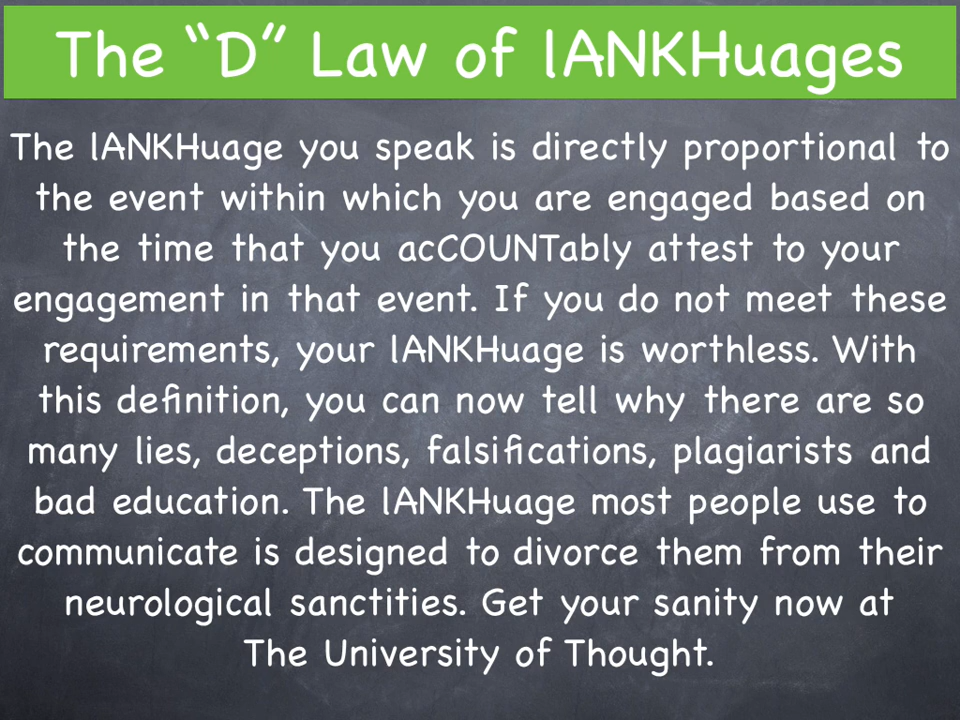 The “D” Law of lANKHuages
The lANKHuage you speak is directly proportional to
the event within which you are engaged based on
the time that you acCOUNTably attest to your
engagement in that event. If you do not meet these
requirements, your lANKHuage is worthless. With
this definition, you can now tell why there are so
many lies, deceptions, falsifications, plagiarists and
bad education. The lANKHuage most people use to
communicate is designed to divorce them from their
neurological sanctities. Get your sanity now at
The University of Thought.